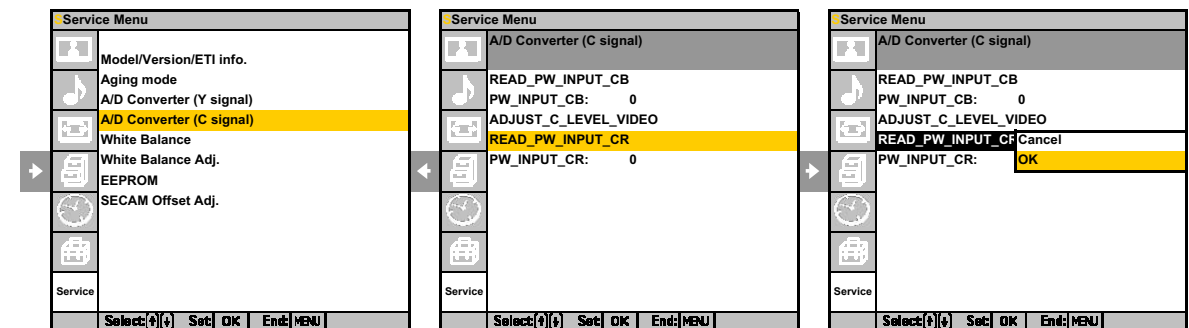 Service Menu
Model/Version/ETI info.
Aging mode
A/D Converter (Y signal)
A/D Converter (C signal)
White Balance
White Balance Adj.
EEPROM
SECAM Offset Adj.
Service
Select:[↑][↓] Set: OK End: MENU
Service Menu
A/D Converter (C signal)
READ_PW_INPUT_CB
PW_INPUT_CB: 0
ADJUST_C_LEVEL_VIDEO
READ_PW_INPUT_CR
PW_INPUT_CR: 0
Service
Select:[↑][↓] Set: OK End: MENU
Service Menu
A/D Converter (C signal)
READ_PW_INPUT_CB
PW_INPUT_CB: 0
ADJUST_C_LEVEL_VIDEO
READ_PW_INPUT_CR Cancel
PW_INPUT_CR: OK
Service
Select:[↑][↓] Set: OK End: MENU